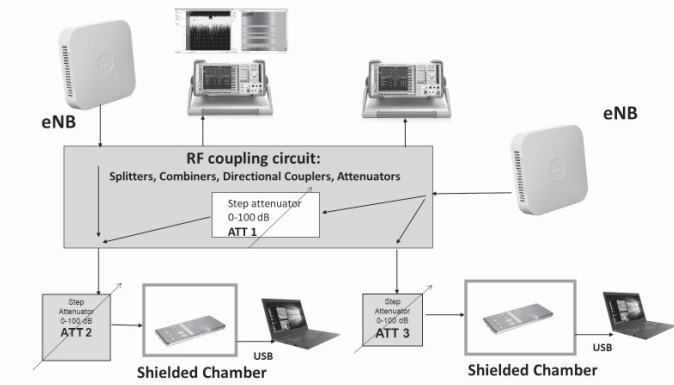 eNB
eNB
RF coupling circuit:
Splitters, Combiners, Directional Couplers, Attenuators
Step attenuator
0-100 dB
ATT 1
Step
Attenuator
0-100 dB
ATT 2
USB
Shielded Chamber
Step
Attenuator
0-100 dB
ATT 3
USB
Shielded Chamber